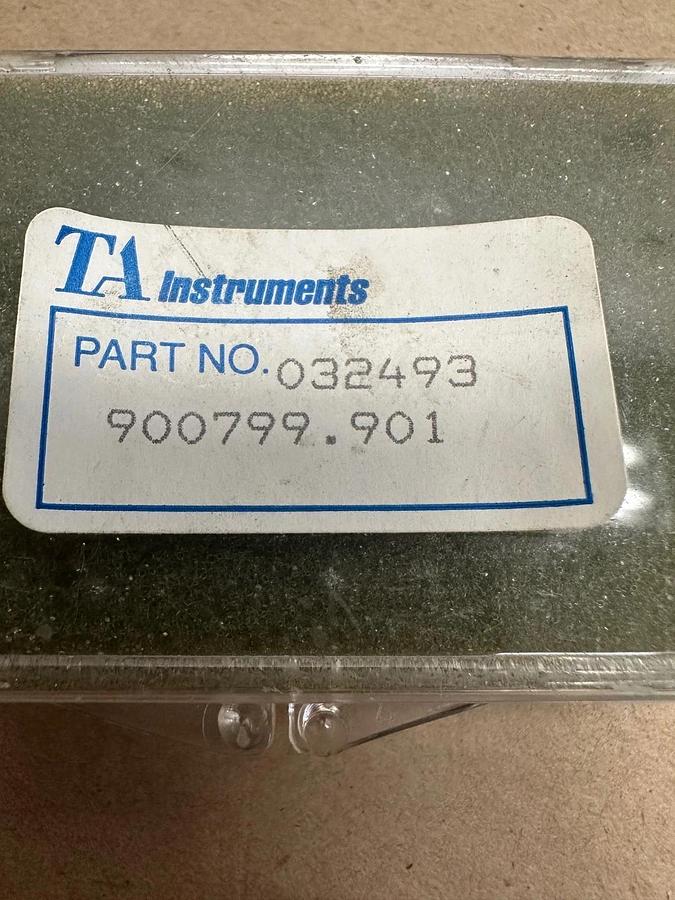 TA Instruments
PART NO. 032493
900799.901